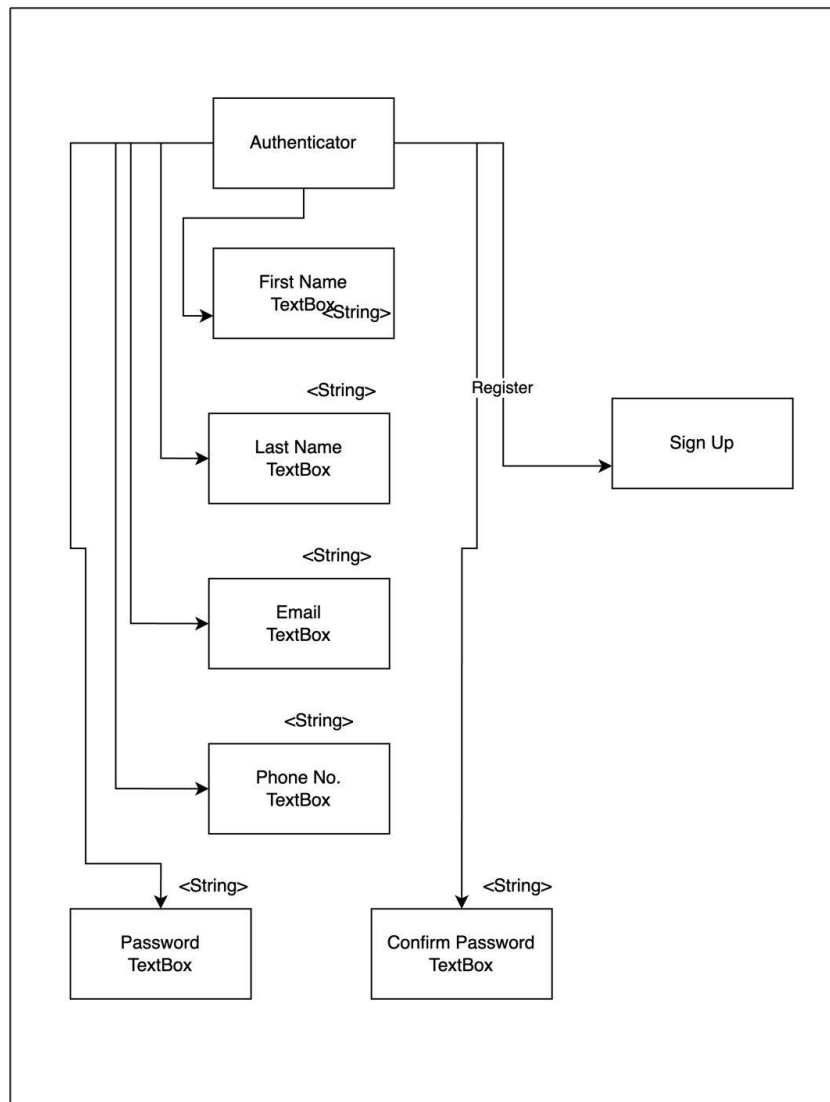 Authenticator
First Name
TextBox
<String>
<String>
Register
Last Name
TextBox
Sign Up
<String>
Email
TextBox
<String>
Phone No.
TextBox
<String>
Password
TextBox
<String>
Confirm Password
TextBox